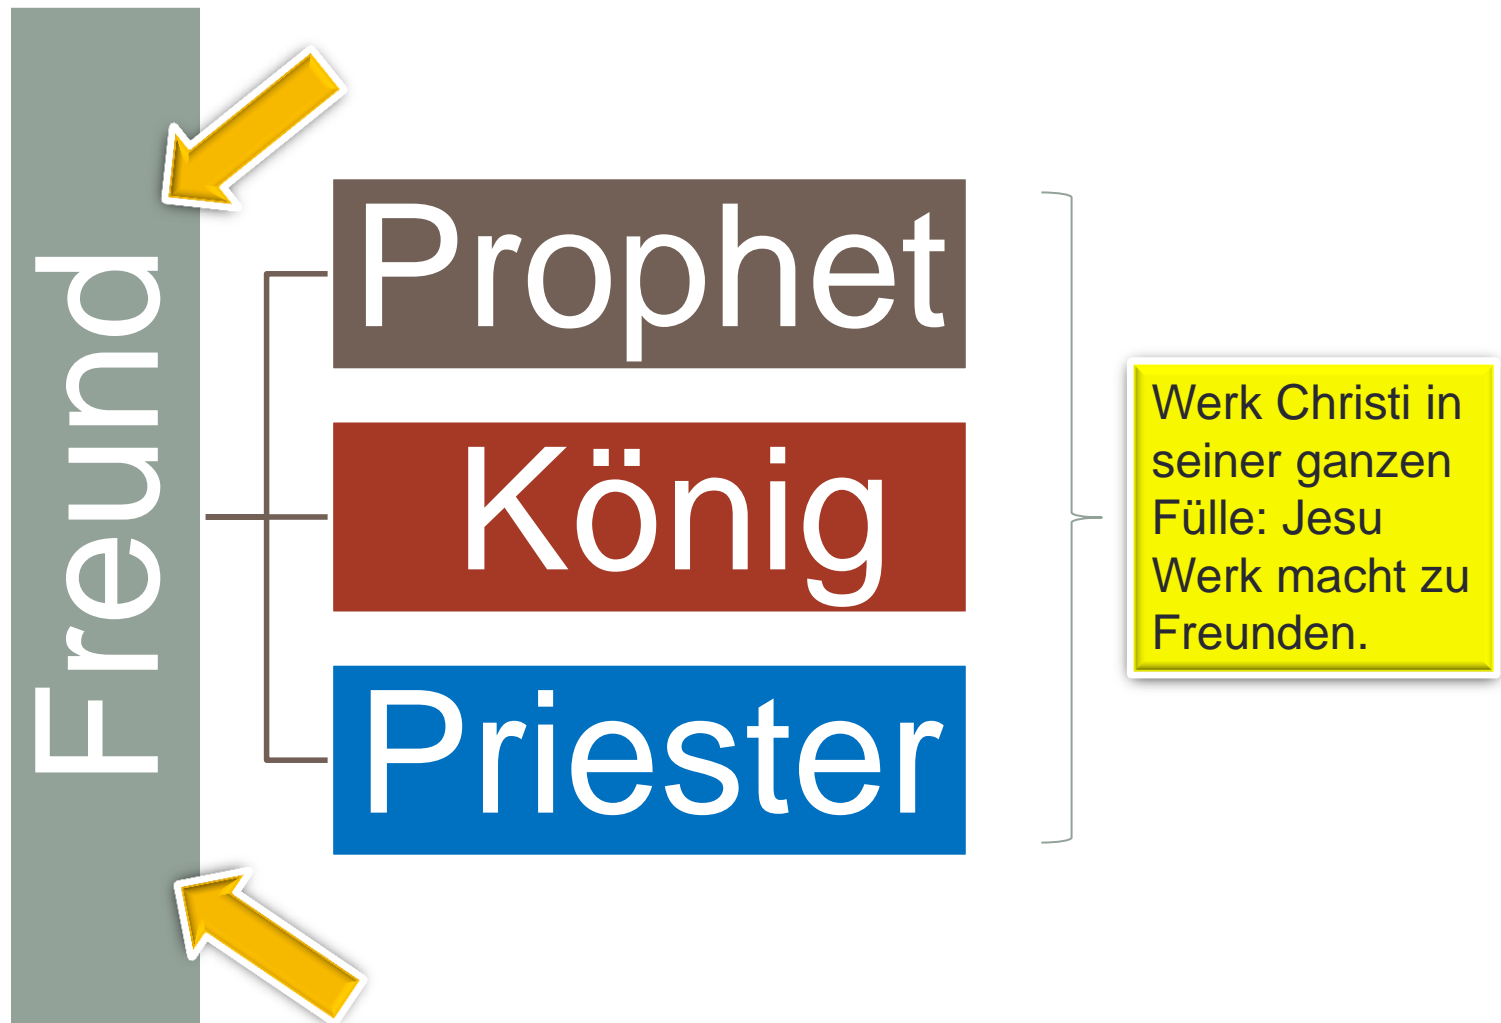 Freund
Prophet
König
Priester
Werk Christi in
seiner ganzen
Fülle: Jesu
Werk macht zu
Freunden.